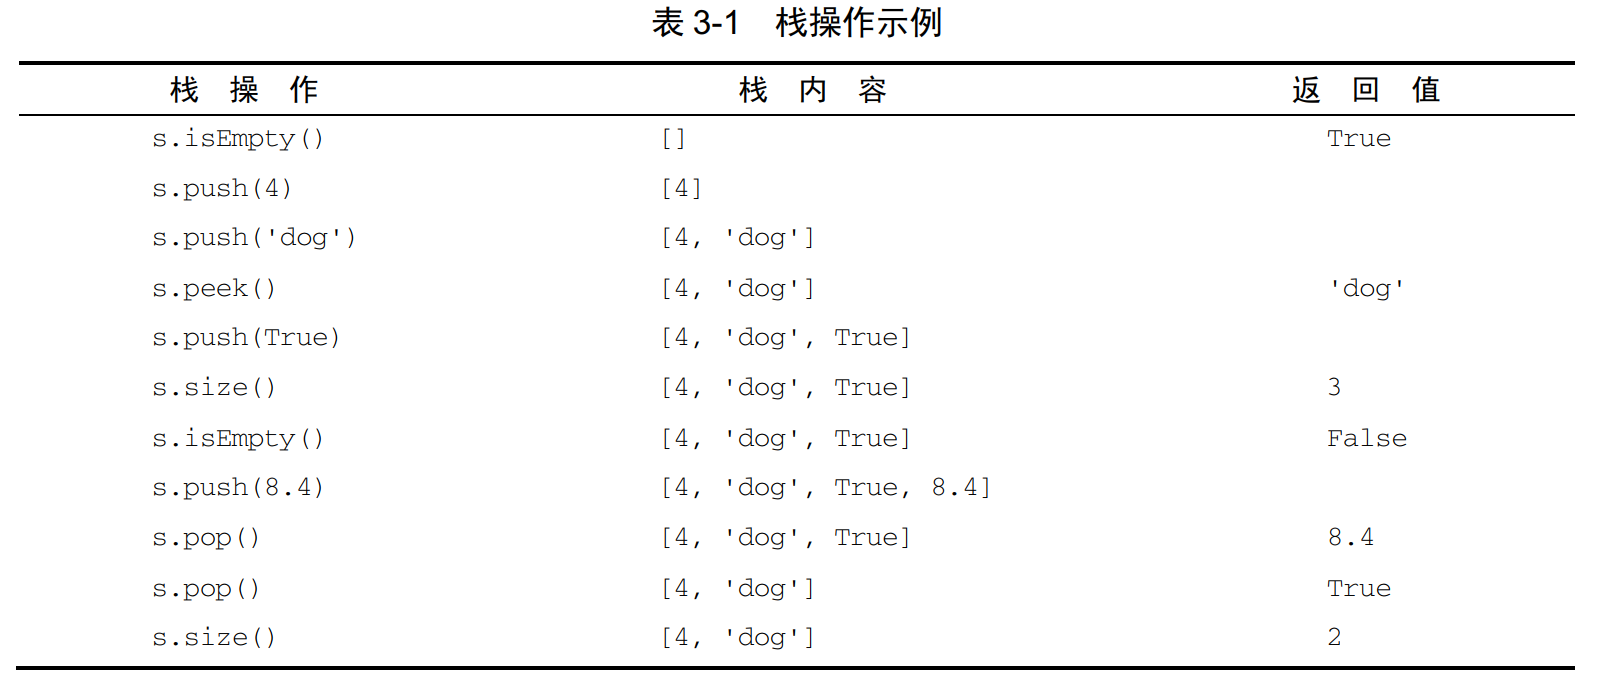 表 3-1 栈操作示例
栈 操 作 栈 内 容 返 回 值
s.isEmpty() [] True
s.push(4) [4]
s.push('dog') [4, 'dog']
s.peek() [4, 'dog'] 'dog'
s.push(True) [4, 'dog', True]
s.size() [4, 'dog', True] 3
s.isEmpty() [4, 'dog', True] False
s.push(8.4) [4, 'dog', True, 8.4]
s.pop() [4, 'dog', True] 8.4
s.pop() [4, 'dog'] True
s.size() [4, 'dog'] 2